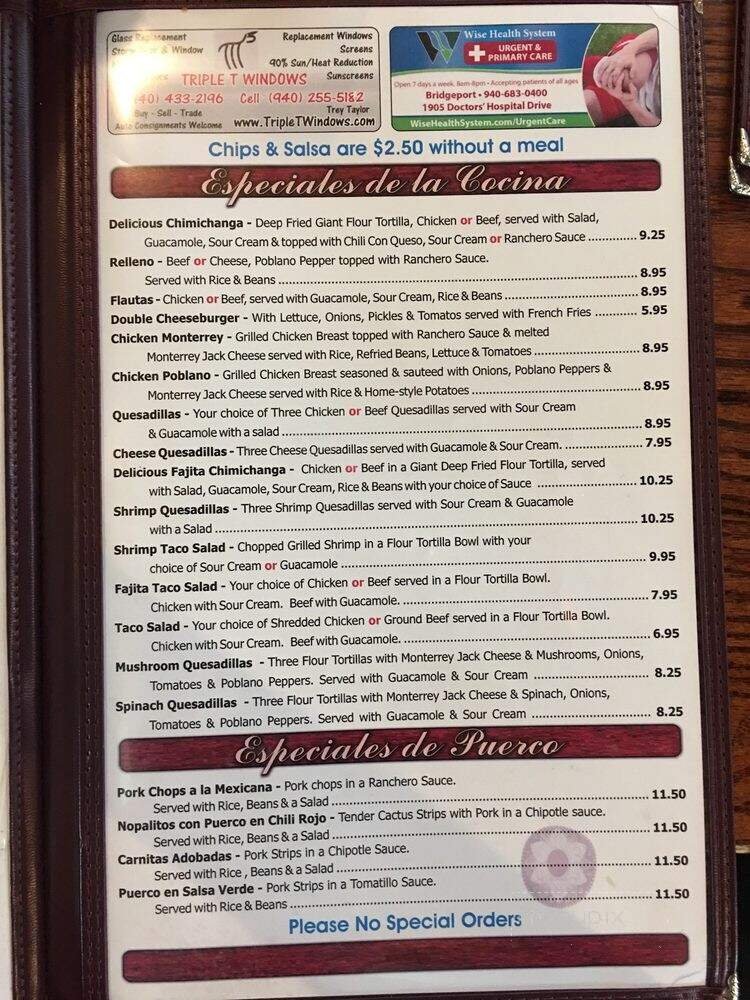 Glass Replacement
Replacement Windows
Storm Door & Window
Screens
90% Sun/Heat Reduction
Sunscreens
TRIPLE T WINDOWS
40) 433-2196 Cell (940) 255-5182
Buy - Sell - Trade
Trey Taylor
Auto Consignments Welcome
www.TripleTWindows.com
Wise Health System
URGENT &
PRIMARY CARE
Open 7 days a week, 8am-8pm • Accepting patients of all ages
Bridgeport • 940-683-0400
1905 Doctors' Hospital Drive
WiseHealthSystem.com/UrgentCare
Chips & Salsa are $2.50 without a meal
Especiales de la Cocina
Delicious Chimichanga - Deep Fried Giant Flour Tortilla, Chicken or Beef, served with Salad,
Guacamole, Sour Cream & topped with Chili Con Queso, Sour Cream or Ranchero Sauce .............. 9.25
Relleno - Beef or Cheese, Poblano Pepper topped with Ranchero Sauce.
Served with Rice & Beans .............. 8.95
Flautas - Chicken or Beef, served with Guacamole, Sour Cream, Rice & Beans .............. 8.95
Double Cheeseburger - With Lettuce, Onions, Pickles & Tomatos served with French Fries .......... 5.95
Chicken Monterrey - Grilled Chicken Breast topped with Ranchero Sauce & melted
Monterrey Jack Cheese served with Rice, Refried Beans, Lettuce & Tomatoes .............. 8.95
Chicken Poblano - Grilled Chicken Breast seasoned & sauteed with Onions, Poblano Peppers &
Monterrey Jack Cheese served with Rice & Home-style Potatoes .............. 8.95
Quesadillas - Your choice of Three Chicken or Beef Quesadillas served with Sour Cream
& Guacamole with a salad .............. 8.95
Cheese Quesadillas - Three Cheese Quesadillas served with Guacamole & Sour Cream. .............. 7.95
Delicious Fajita Chimichanga - Chicken or Beef in a Giant Deep Fried Flour Tortilla, served
with Salad, Guacamole, Sour Cream, Rice & Beans with your choice of Sauce .............. 10.25
Shrimp Quesadillas - Three Shrimp Quesadillas served with Sour Cream & Guacamole
with a Salad .............. 10.25
Shrimp Taco Salad - Chopped Grilled Shrimp in a Flour Tortilla Bowl with your
choice of Sour Cream or Guacamole .............. 9.95
Fajita Taco Salad - Your choice of Chicken or Beef served in a Flour Tortilla Bowl.
Chicken with Sour Cream. Beef with Guacamole. .............. 7.95
Taco Salad - Your choice of Shredded Chicken or Ground Beef served in a Flour Tortilla Bowl.
Chicken with Sour Cream. Beef with Guacamole. .............. 6.95
Mushroom Quesadillas - Three Flour Tortillas with Monterrey Jack Cheese & Mushrooms, Onions,
Tomatoes & Poblano Peppers. Served with Guacamole & Sour Cream .............. 8.25
Spinach Quesadillas - Three Flour Tortillas with Monterrey Jack Cheese & Spinach, Onions,
Tomatoes & Poblano Peppers. Served with Guacamole & Sour Cream .............. 8.25
Especiales de Puerco
Pork Chops a la Mexicana - Pork chops in a Ranchero Sauce.
Served with Rice, Beans & a Salad .............. 11.50
Nopalitos con Puerco en Chili Rojo - Tender Cactus Strips with Pork in a Chipotle sauce.
Served with Rice, Beans & a Salad .............. 11.50
Carnitas Adobadas - Pork Strips in a Chipotle Sauce.
Served with Rice , Beans & a Salad .............. 11.50
Puerco en Salsa Verde - Pork Strips in a Tomatillo Sauce.
Served with Rice & Beans .............. 11.50
Please No Special Orders